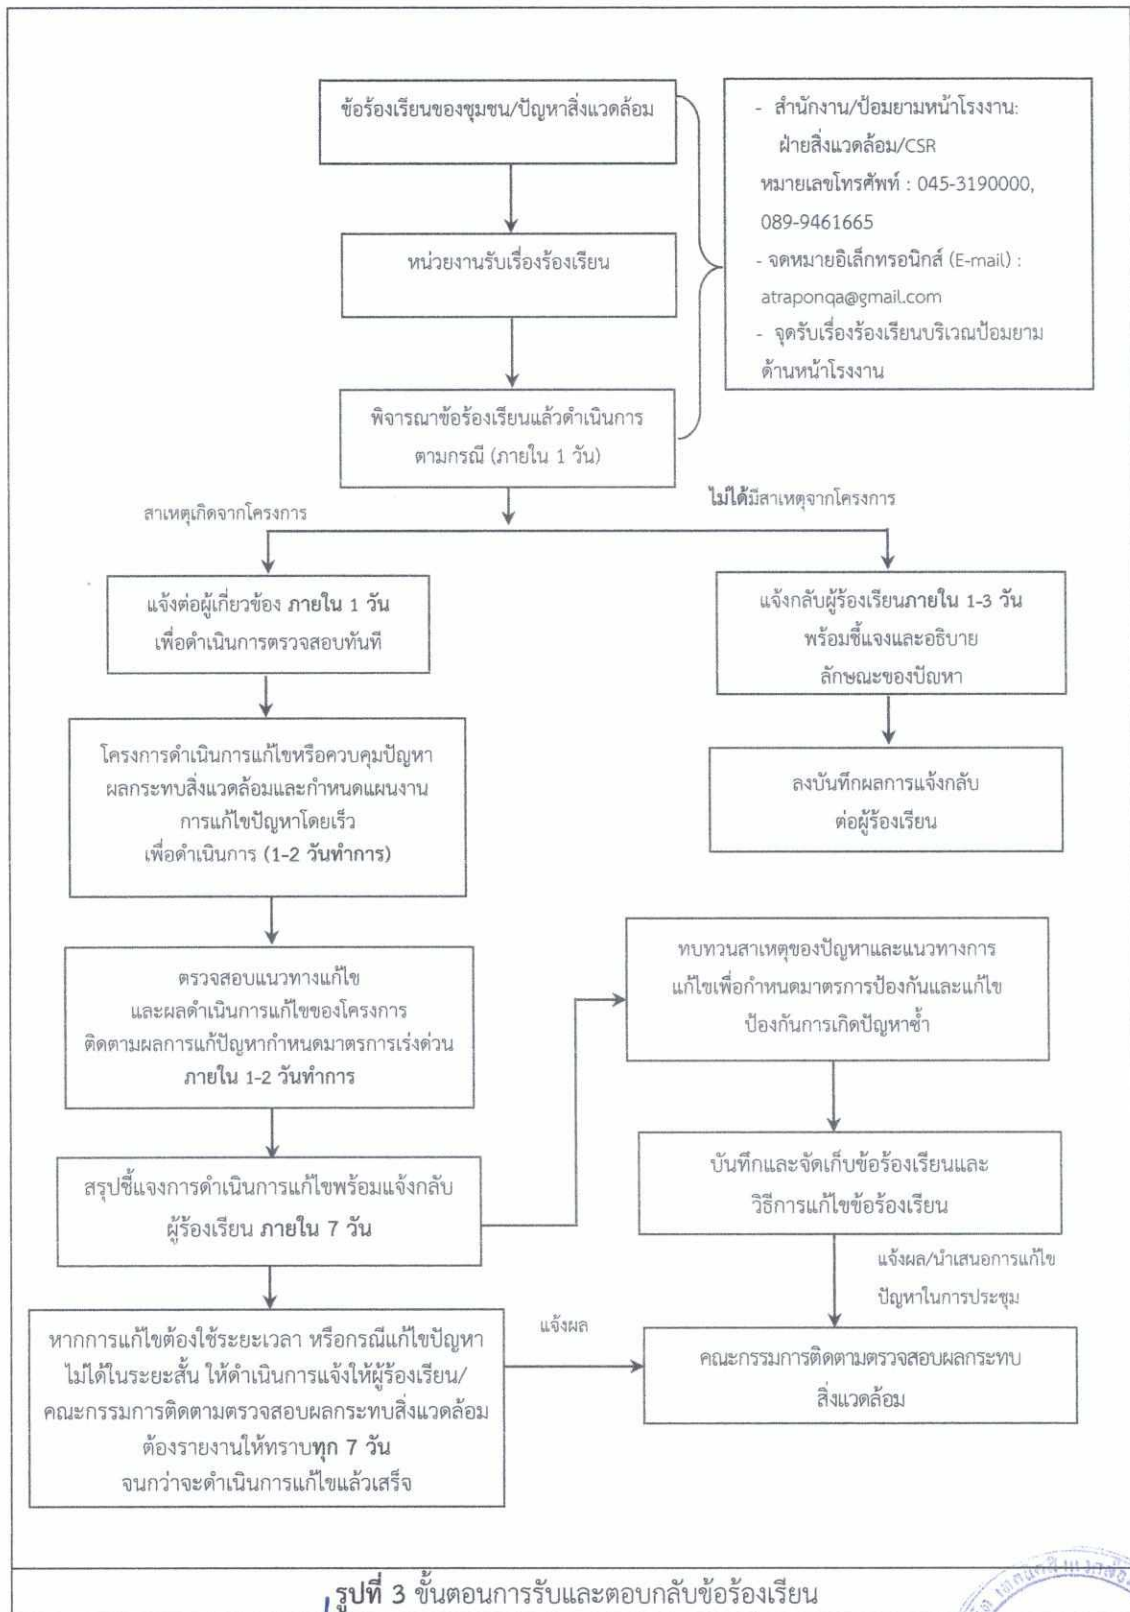 ข้อร้องเรียนของชุมชน/ปัญหาสิ่งแวดล้อม
- สำนักงาน/ป้อมยามหน้าโรงงาน:
ฝ่ายสิ่งแวดล้อม/CSR
หมายเลขโทรศัพท์ : 045-3190000,
089-9461665
- จดหมายอิเล็กทรอนิกส์ (E-mail) :
atraponqa@gmail.com
- จุดรับเรื่องร้องเรียนบริเวณป้อมยาม
ด้านหน้าโรงงาน
หน่วยงานรับเรื่องร้องเรียน
พิจารณาข้อร้องเรียนแล้วดำเนินการ
ตามกรณี (ภายใน 1 วัน)
สาเหตุเกิดจากโครงการ
ไม่ได้มีสาเหตุจากโครงการ
แจ้งต่อผู้เกี่ยวข้อง ภายใน 1 วัน
เพื่อดำเนินการตรวจสอบทันที
แจ้งกลับผู้ร้องเรียนภายใน 1-3 วัน
พร้อมชี้แจงและอธิบาย
ลักษณะของปัญหา
โครงการดำเนินการแก้ไขหรือควบคุมปัญหา
ผลกระทบสิ่งแวดล้อมและกำหนดแผนงาน
การแก้ไขปัญหาโดยเร็ว
เพื่อดำเนินการ (1-2 วันทำการ)
ลงบันทึกผลการแจ้งกลับ
ต่อผู้ร้องเรียน
ตรวจสอบแนวทางแก้ไข
และผลดำเนินการแก้ไขของโครงการ
ติดตามผลการแก้ปัญหากำหนดมาตรการเร่งด่วน
ภายใน 1-2 วันทำการ
ทบทวนสาเหตุของปัญหาและแนวทางการ
แก้ไขเพื่อกำหนดมาตรการป้องกันและแก้ไข
ป้องกันการเกิดปัญหาซ้ำ
สรุปชี้แจงการดำเนินการแก้ไขพร้อมแจ้งกลับ
ผู้ร้องเรียน ภายใน 7 วัน
บันทึกและจัดเก็บข้อร้องเรียนและ
วิธีการแก้ไขข้อร้องเรียน
แจ้งผล/นำเสนอการแก้ไข
ปัญหาในการประชุม
หากการแก้ไขต้องใช้ระยะเวลา หรือกรณีแก้ไขปัญหา
ไม่ได้ในระยะสั้น ให้ดำเนินการแจ้งให้ผู้ร้องเรียน/
คณะกรรมการติดตามตรวจสอบผลกระทบสิ่งแวดล้อม
ต้องรายงานให้ทราบทุก 7 วัน
จนกว่าจะดำเนินการแก้ไขแล้วเสร็จ
แจ้งผล
คณะกรรมการติดตามตรวจสอบผลกระทบ
สิ่งแวดล้อม
รูปที่ 3 ขั้นตอนการรับและตอบกลับข้อร้องเรียน